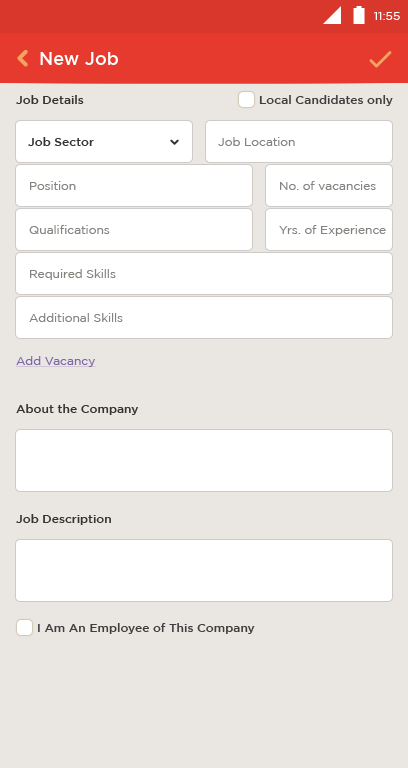 11:55
New Job
Job Details
Local Candidates only
Job Sector
Job Location
Position
No. of vacancies
Qualifications
Yrs. of Experience
Required Skills
Additional Skills
Add Vacancy
About the Company
Job Description
I Am An Employee of This Company